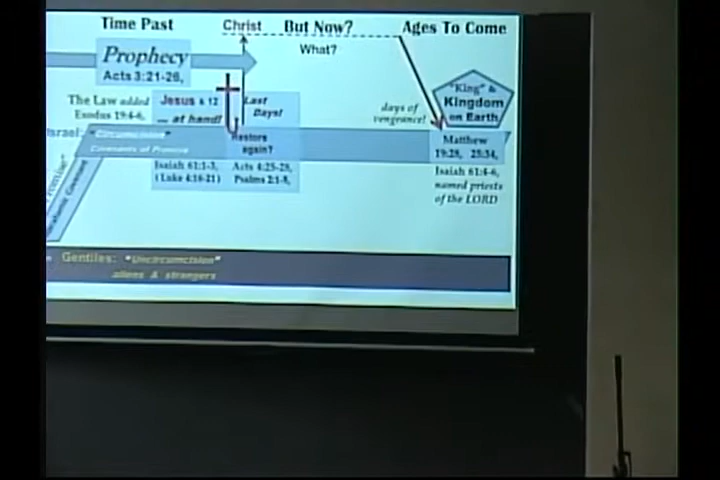 Time Past
Christ
But Now?
Ages To Come
What?
Prophecy
Acts 3:21-26,
The Law added
Exodus 19:4-6,
Jesus & 12
... at hand!
Last
Days!
days of
vengeance!
"King" &
Kingdom
on Earth
Israel:
"Circumcision"
Covenants of Promise
Restore
again?
Matthew
19:28, 25:34,
Isaiah 61:1-3,
(Luke 4:16-21)
Acts 4:25-28,
Psalms 2:1-8,
Isaiah 61:4-6,
named priests
of the LORD
Covenant
Gentiles: "Uncircumcision"
aliens & strangers